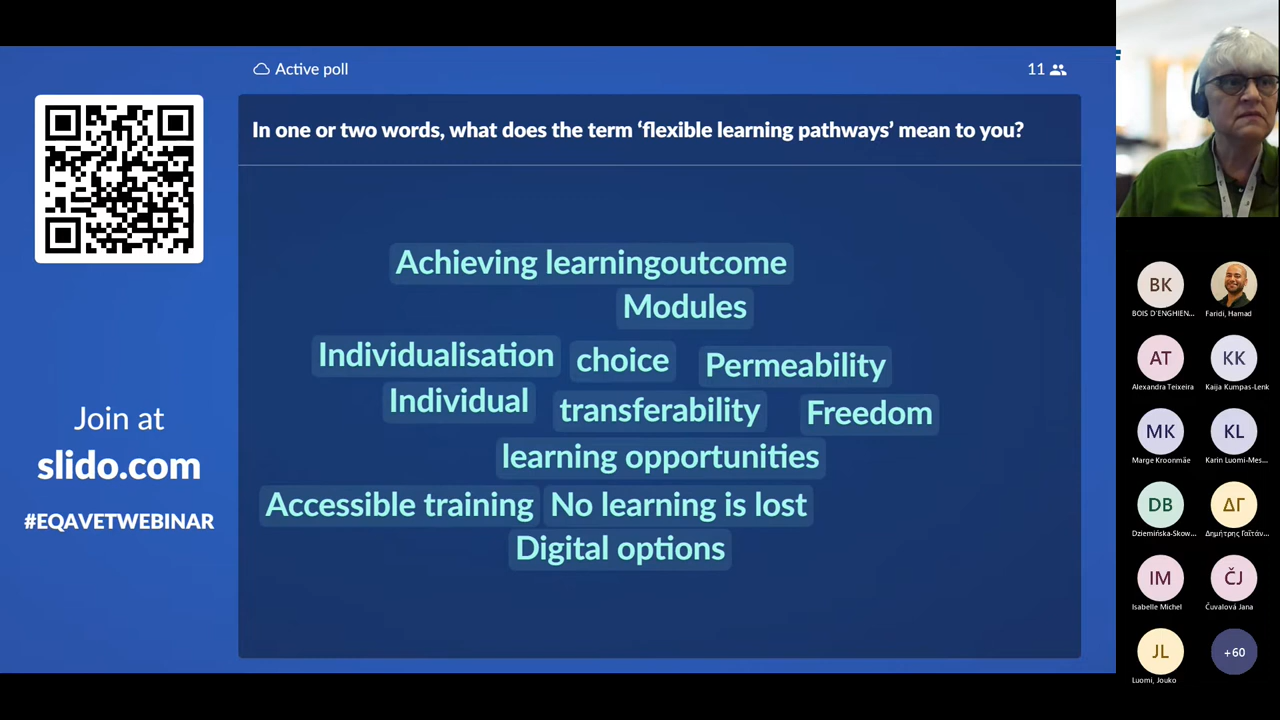 Active poll
11
In one or two words, what does the term ‘flexible learning pathways’ mean to you?
Achieving learningoutcome
Modules
Individualisation choice Permeability
Individual transferability Freedom
learning opportunities
Accessible training No learning is lost
Digital options
Join at
slido.com
#EQAVETWEBINAR
BK
BOIS D'ENGHIEN...
Faridi, Hamad
AT
Alexandra Teixeira
KK
Kaija Kumpas-Lenk
MK
Marge Kroonmäe
KL
Karin Luomi-Mes...
DB
Dziemińska-Skow...
ΔΓ
Δημήτρης Γαϊτάν...
IM
Isabelle Michel
ČJ
Čuvalová Jana
JL
Luomi, Jouko
+60